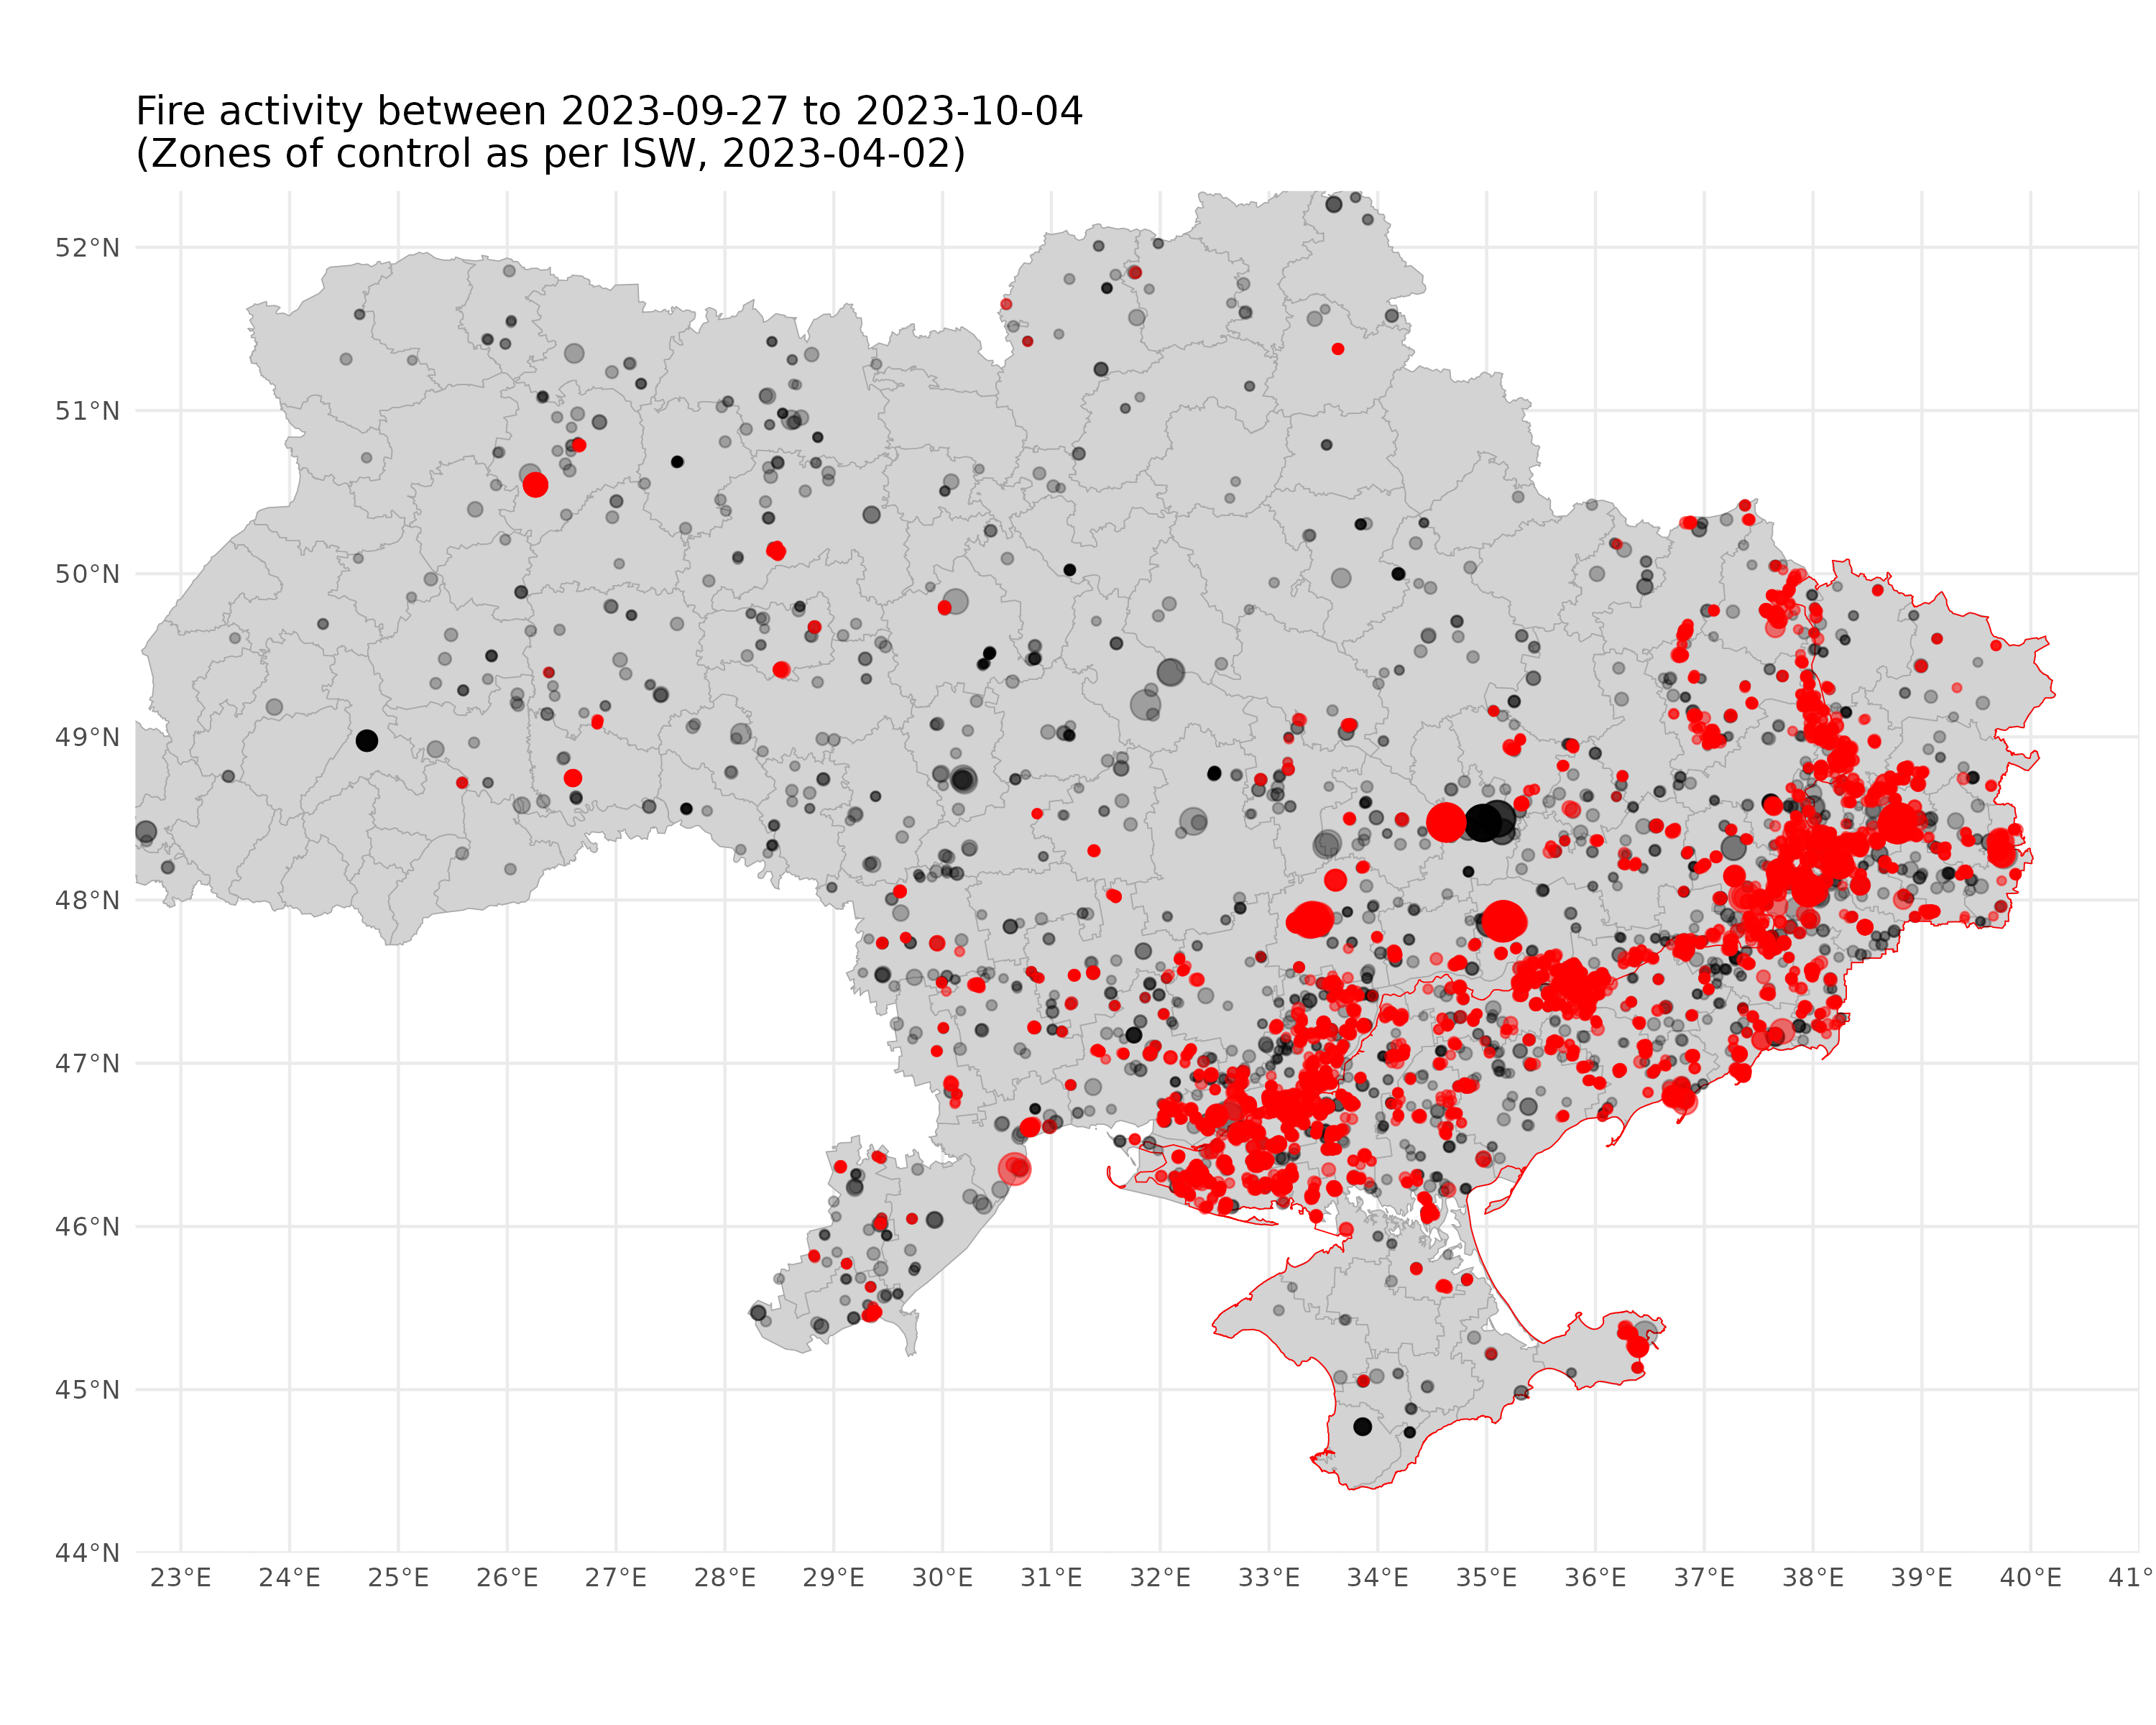 Fire activity between 2023-09-27 to 2023-10-04
(Zones of control as per ISW, 2023-04-02)
52°N
51°N
50°N
49°N
48°N
47°N
46°N
45°N
44°N
23°E 24°E 25°E 26°E 27°E 28°E 29°E 30°E 31°E 32°E 33°E 34°E 35°E 36°E 37°E 38°E 39°E 40°E 41°